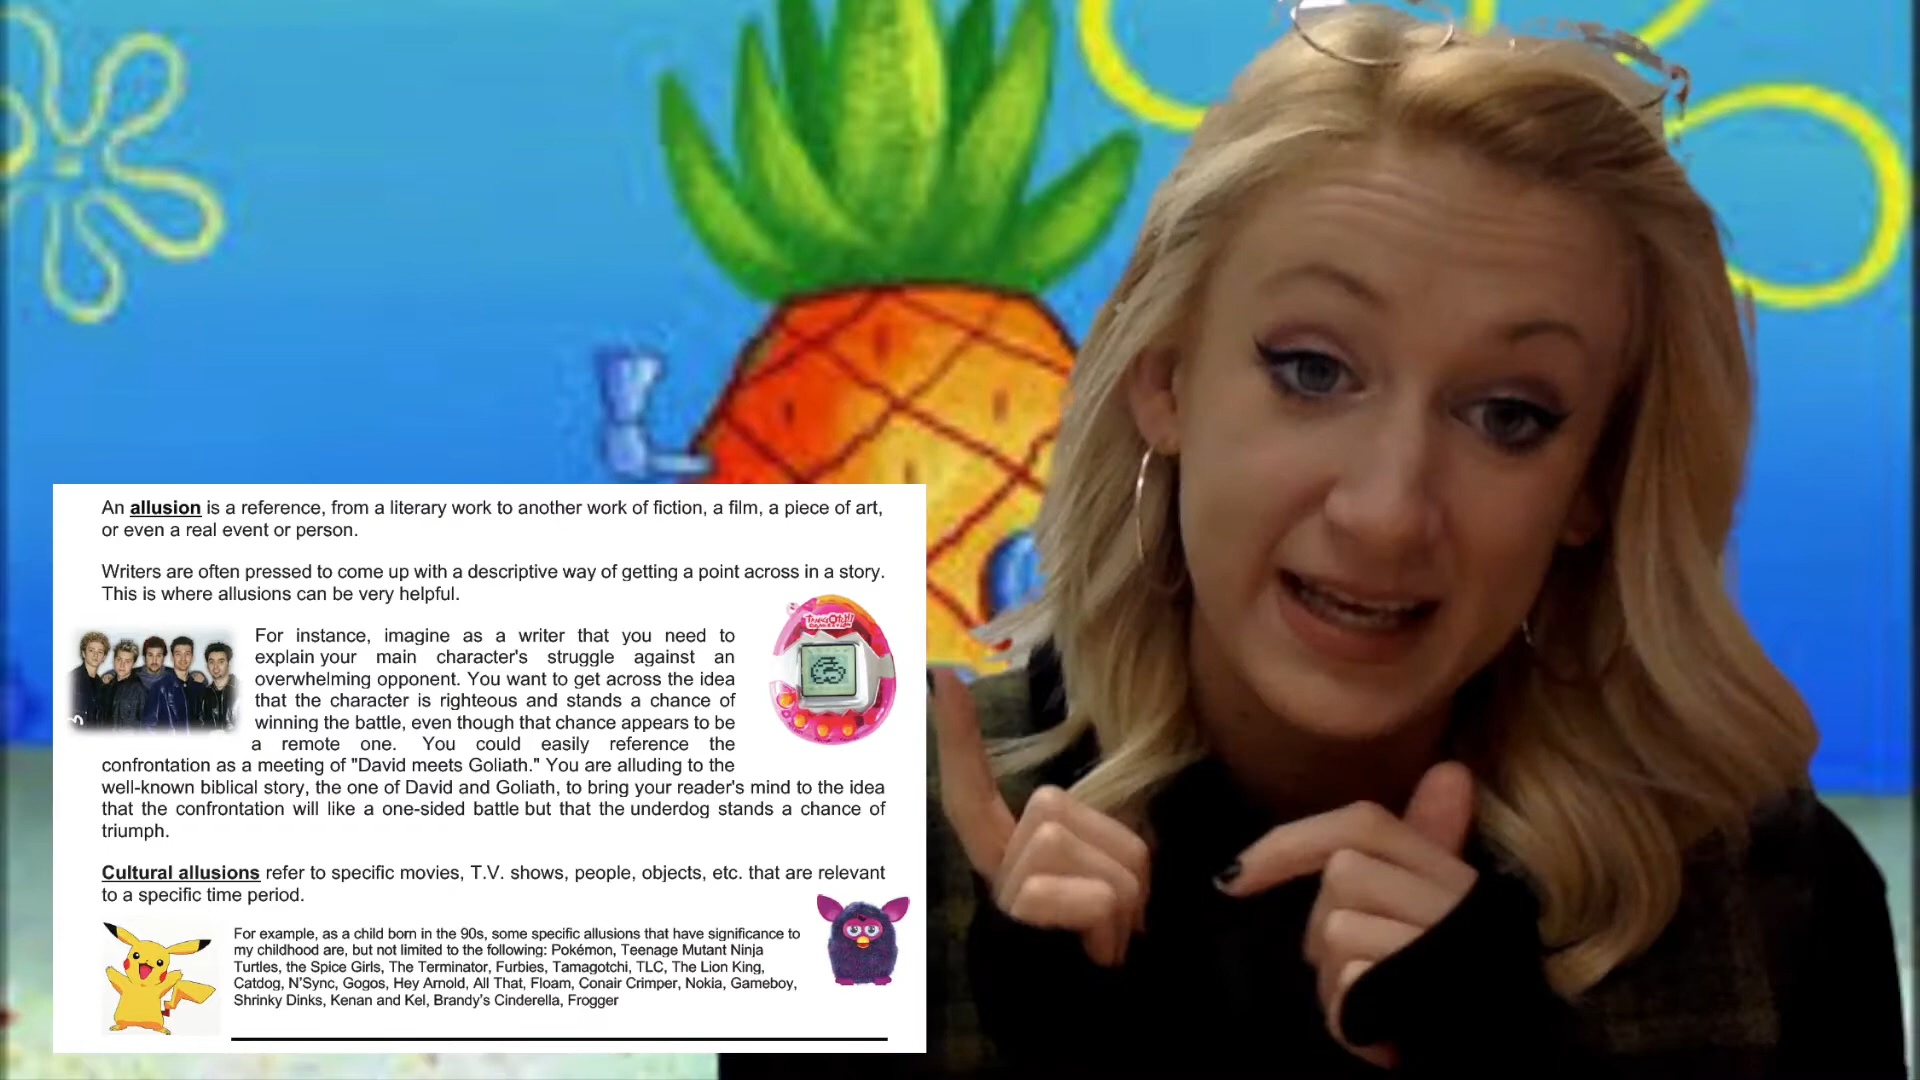 An allusion is a reference, from a literary work to another work of fiction, a film, a piece of art,
or even a real event or person.
Writers are often pressed to come up with a descriptive way of getting a point across in a story.
This is where allusions can be very helpful.
For instance, imagine as a writer that you need to
explain your main character's struggle against an
overwhelming opponent. You want to get across the idea
that the character is righteous and stands a chance of
winning the battle, even though that chance appears to be
a remote one. You could easily reference the
confrontation as a meeting of "David meets Goliath." You are alluding to the
well-known biblical story, the one of David and Goliath, to bring your reader's mind to the idea
that the confrontation will like a one-sided battle but that the underdog stands a chance of
triumph.
Cultural allusions refer to specific movies, T.V. shows, people, objects, etc. that are relevant
to a specific time period.
For example, as a child born in the 90s, some specific allusions that have significance to
my childhood are, but not limited to the following: Pokémon, Teenage Mutant Ninja
Turtles, the Spice Girls, The Terminator, Furbies, Tamagotchi, TLC, The Lion King,
Catdog, N'Sync, Gogos, Hey Arnold, All That, Floam, Conair Crimper, Nokia, Gameboy,
Shrinky Dinks, Kenan and Kel, Brandy's Cinderella, Frogger